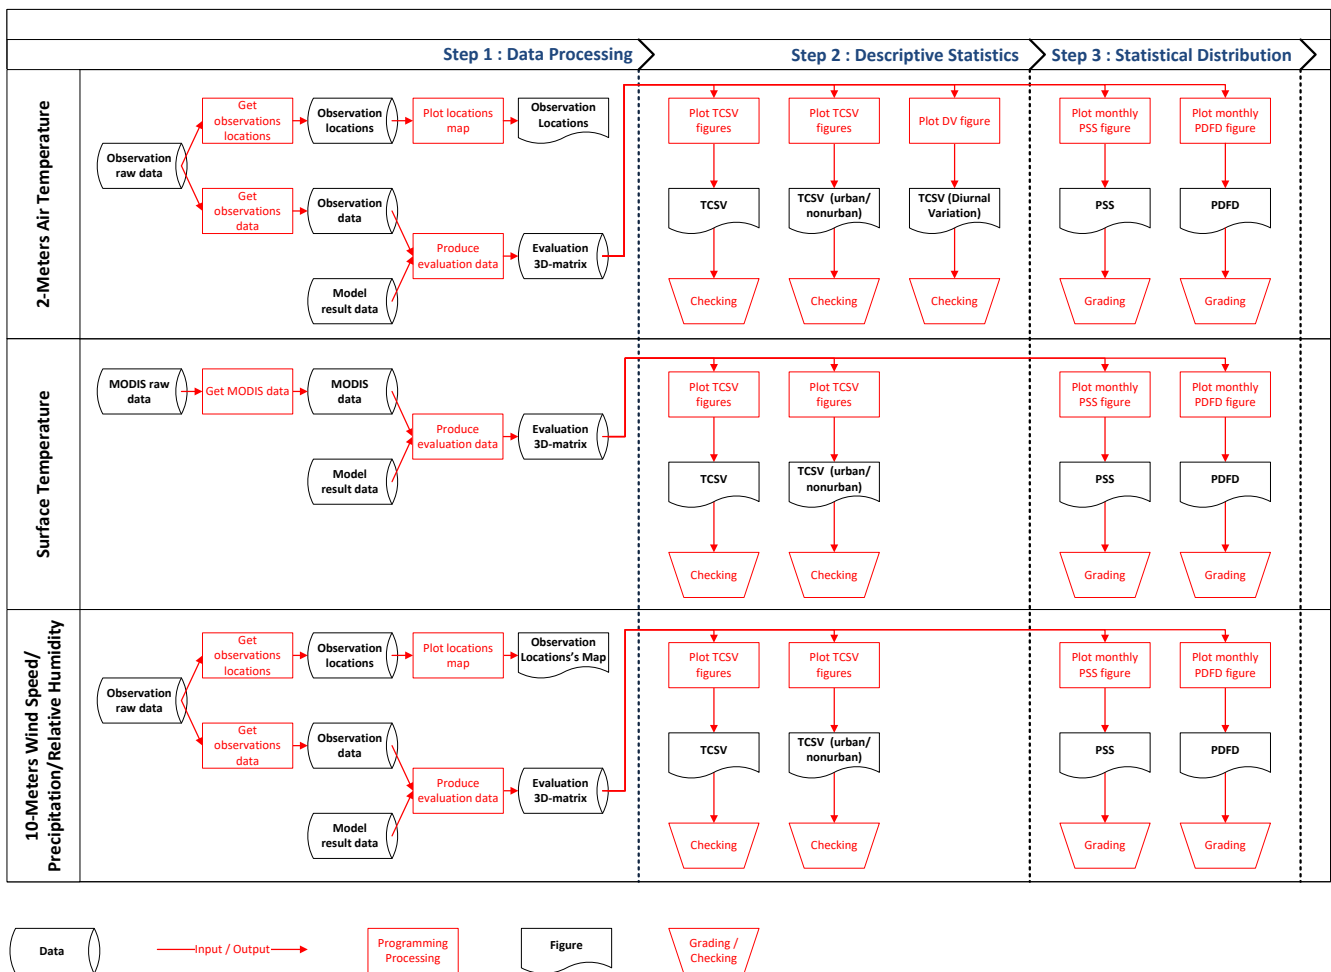 Step 1 : Data Processing
Step 2 : Descriptive Statistics
Step 3 : Statistical Distribution
2-Meters Air Temperature
Observation
raw data
Get
observations
locations
Observation
locations
Plot locations
map
Observation
Locations
Get
observations
data
Observation
data
Model
result data
Produce
evaluation data
Evaluation
3D-matrix
Plot TCSV
figures
Plot TCSV
figures
Plot DV figure
Plot monthly
PSS figure
Plot monthly
PDFD figure
TCSV
TCSV (urban/
nonurban)
TCSV (Diurnal
Variation)
PSS
PDFD
Checking
Checking
Checking
Grading
Grading
Surface Temperature
MODIS raw
data
Get MODIS data
MODIS
data
Model
result data
Produce
evaluation data
Evaluation
3D-matrix
Plot TCSV
figures
Plot TCSV
figures
Plot monthly
PSS figure
Plot monthly
PDFD figure
TCSV
TCSV (urban/
nonurban)
PSS
PDFD
Checking
Checking
Grading
Grading
10-Meters Wind Speed/
Precipitation/Relative Humidity
Observation
raw data
Get
observations
locations
Observation
locations
Plot locations
map
Observation
Locations's Map
Get
observations
data
Observation
data
Model
result data
Produce
evaluation data
Evaluation
3D-matrix
Plot TCSV
figures
Plot TCSV
figures
Plot monthly
PSS figure
Plot monthly
PDFD figure
TCSV
TCSV (urban/
nonurban)
PSS
PDFD
Checking
Checking
Grading
Grading
Data
Input / Output
Programming
Processing
Figure
Grading /
Checking